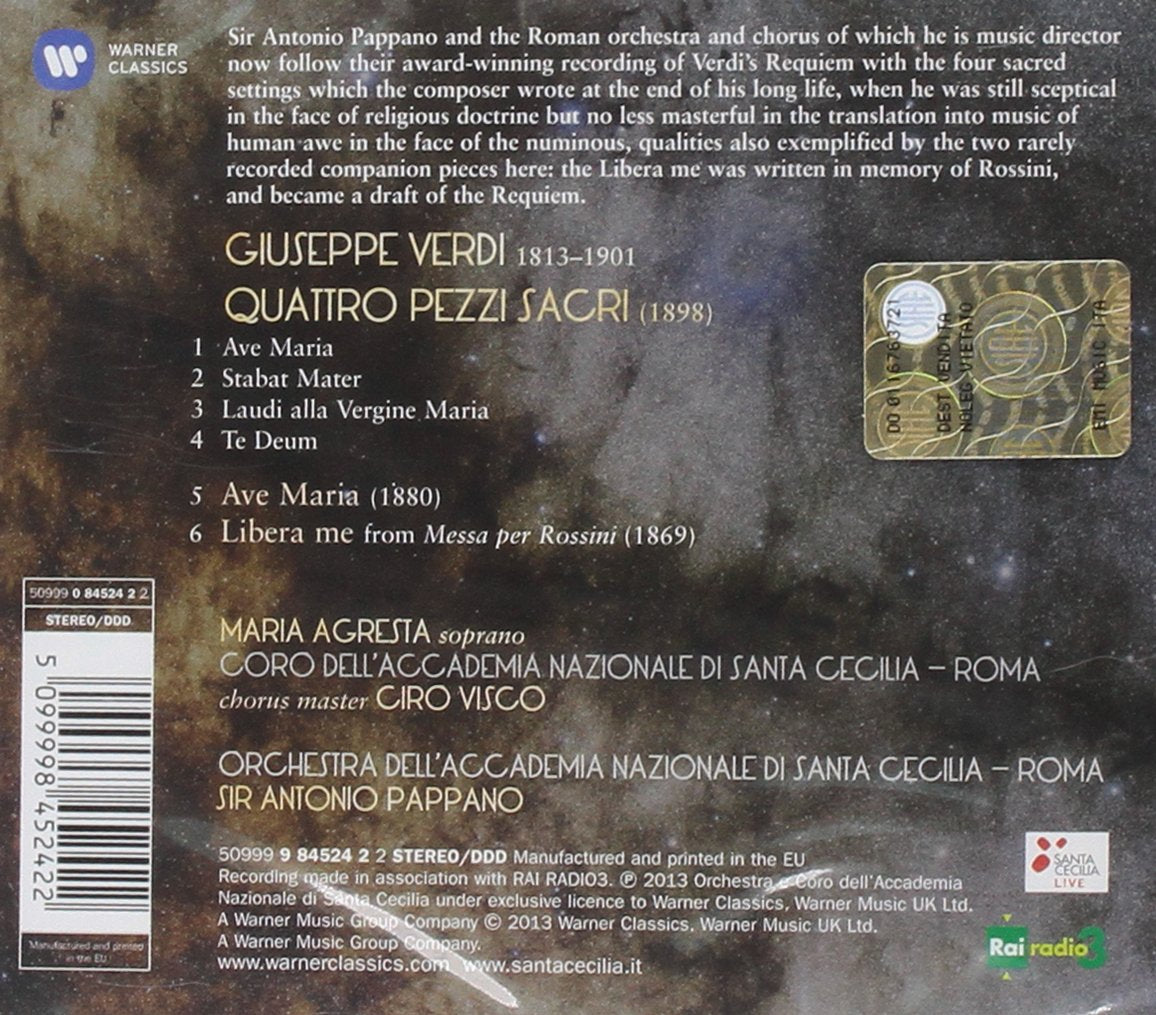 WARNER
CLASSICS
Sir Antonio Pappano and the Roman orchestra and chorus of which he is music director
now follow their award-winning recording of Verdi's Requiem with the four sacred
settings which the composer wrote at the end of his long life, when he was still sceptical
in the face of religious doctrine but no less masterful in the translation into music of
human awe in the face of the numinous, qualities also exemplified by the two rarely
recorded companion pieces here: the Libera me was written in memory of Rossini,
and became a draft of the Requiem.
GIUSEPPE VERDI 1813–1901
QUATTRO PEZZI SACRI (1898)
1 Ave Maria
2 Stabat Mater
3 Laudi alla Vergine Maria
4 Te Deum
5 Ave Maria (1880)
6 Libera me from Messa per Rossini (1869)
DEST VENDITA
NOLEG VIETATO
EMI MUSIC ITA
50999 0 84524 2 2
STEREO/DDD
5 099998 452422
Manufactured and printed
in the EU
MARIA AGRESTA soprano
CORO DELL'ACCADEMIA NAZIONALE DI SANTA CECILIA – ROMA
chorus master CIRO VISCO
ORCHESTRA DELL'ACCADEMIA NAZIONALE DI SANTA CECILIA – ROMA
SIR ANTONIO PAPPANO
50999 9 84524 2 2 STEREO/DDD Manufactured and printed in the EU
Recording made in association with RAI RADIO3. ℗ 2013 Orchestra e Coro dell'Accademia
Nazionale di Santa Cecilia under exclusive licence to Warner Classics, Warner Music UK Ltd.
A Warner Music Group Company © 2013 Warner Classics, Warner Music UK Ltd.
A Warner Music Group Company.
www.warnerclassics.com www.santacecilia.it
SANTA
CECILIA
LIVE
Rai radio3